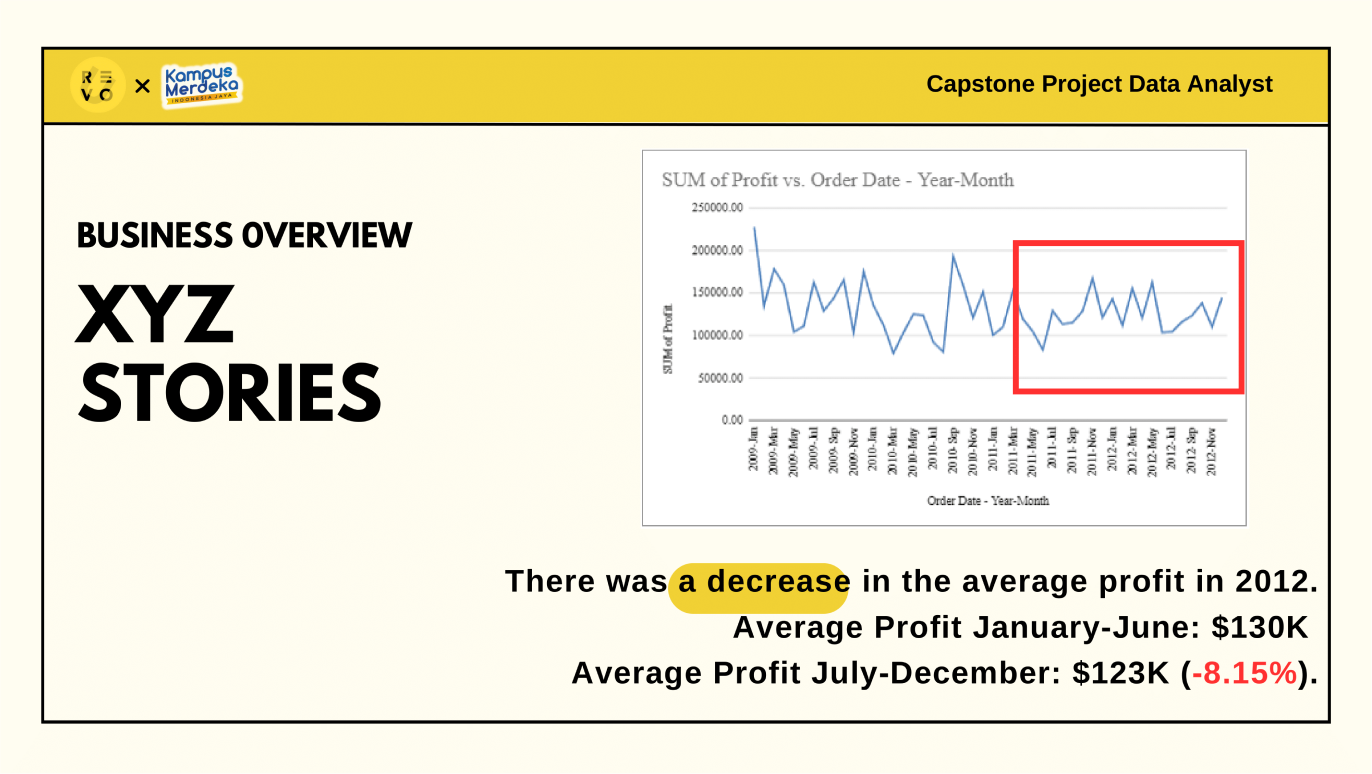 RE
VO
×
Kampus
Merdeka
INDONESIA JAYA
Capstone Project Data Analyst
BUSINESS 0VERVIEW
XYZ
STORIES
SUM of Profit vs. Order Date - Year-Month
SUM of Profit
250000.00
200000.00
150000.00
100000.00
50000.00
0.00
2009-Jan
2009-Mar
2009-May
2009-Jul
2009-Sep
2009-Nov
2010-Jan
2010-Mar
2010-May
2010-Jul
2010-Sep
2010-Nov
2011-Jan
2011-Mar
2011-May
2011-Jul
2011-Sep
2011-Nov
2012-Jan
2012-Mar
2012-May
2012-Jul
2012-Sep
2012-Nov
Order Date - Year-Month
There was a decrease in the average profit in 2012.
Average Profit January-June: $130K
Average Profit July-December: $123K (-8.15%).